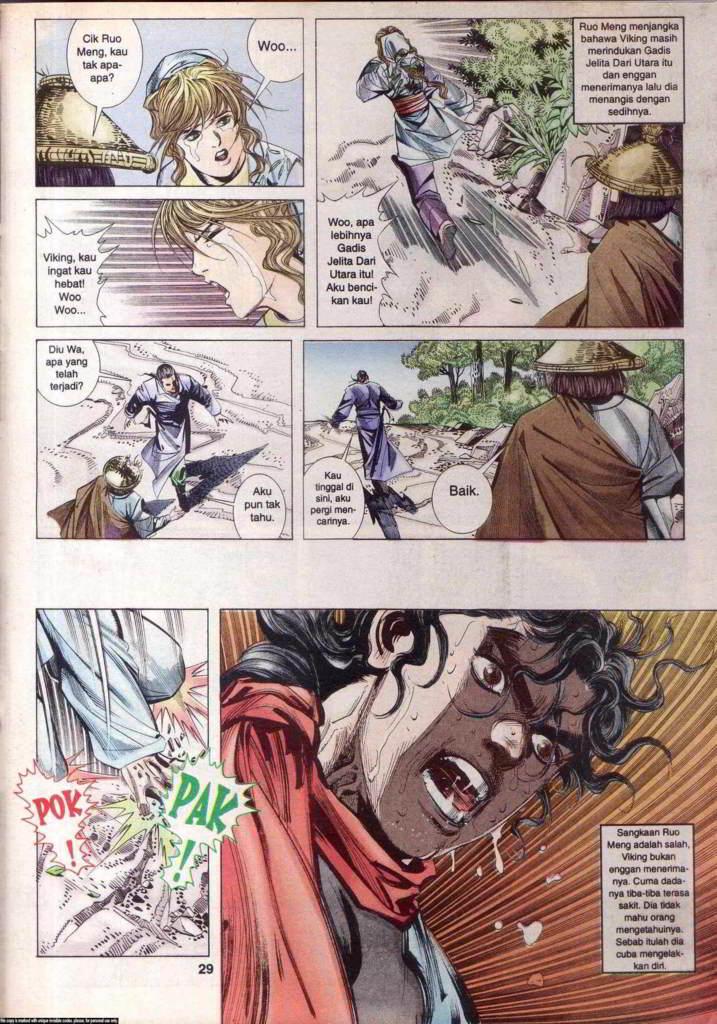 Cik Ruo
Meng, kau
tak apa-
apa?
Woo...
Ruo Meng menjangka
bahawa Viking masih
merindukan Gadis
Jelita Dari Utara itu
dan enggan
menerimanya lalu dia
menangis dengan
sedihnya.
Viking, kau
ingat kau
hebat!
Woo
Woo...
Woo, apa
lebihnya
Gadis
Jelita Dari
Utara itu!
Aku benci-
kan kau!
Diu Wa,
apa yang
telah
terjadi?
Aku
pun tak
tahu.
Kau
tinggal di
sini, aku
pergi men-
carinya.
Baik.
POK
!
PAK
!
Sangkaan Ruo
Meng adalah salah,
Viking bukan
enggan menerima-
nya. Cuma dada-
nya tiba-tiba terasa
sakit. Dia tidak
mahu orang
mengetahuinya.
Sebab itulah dia
cuba mengelak-
kan diri.
29